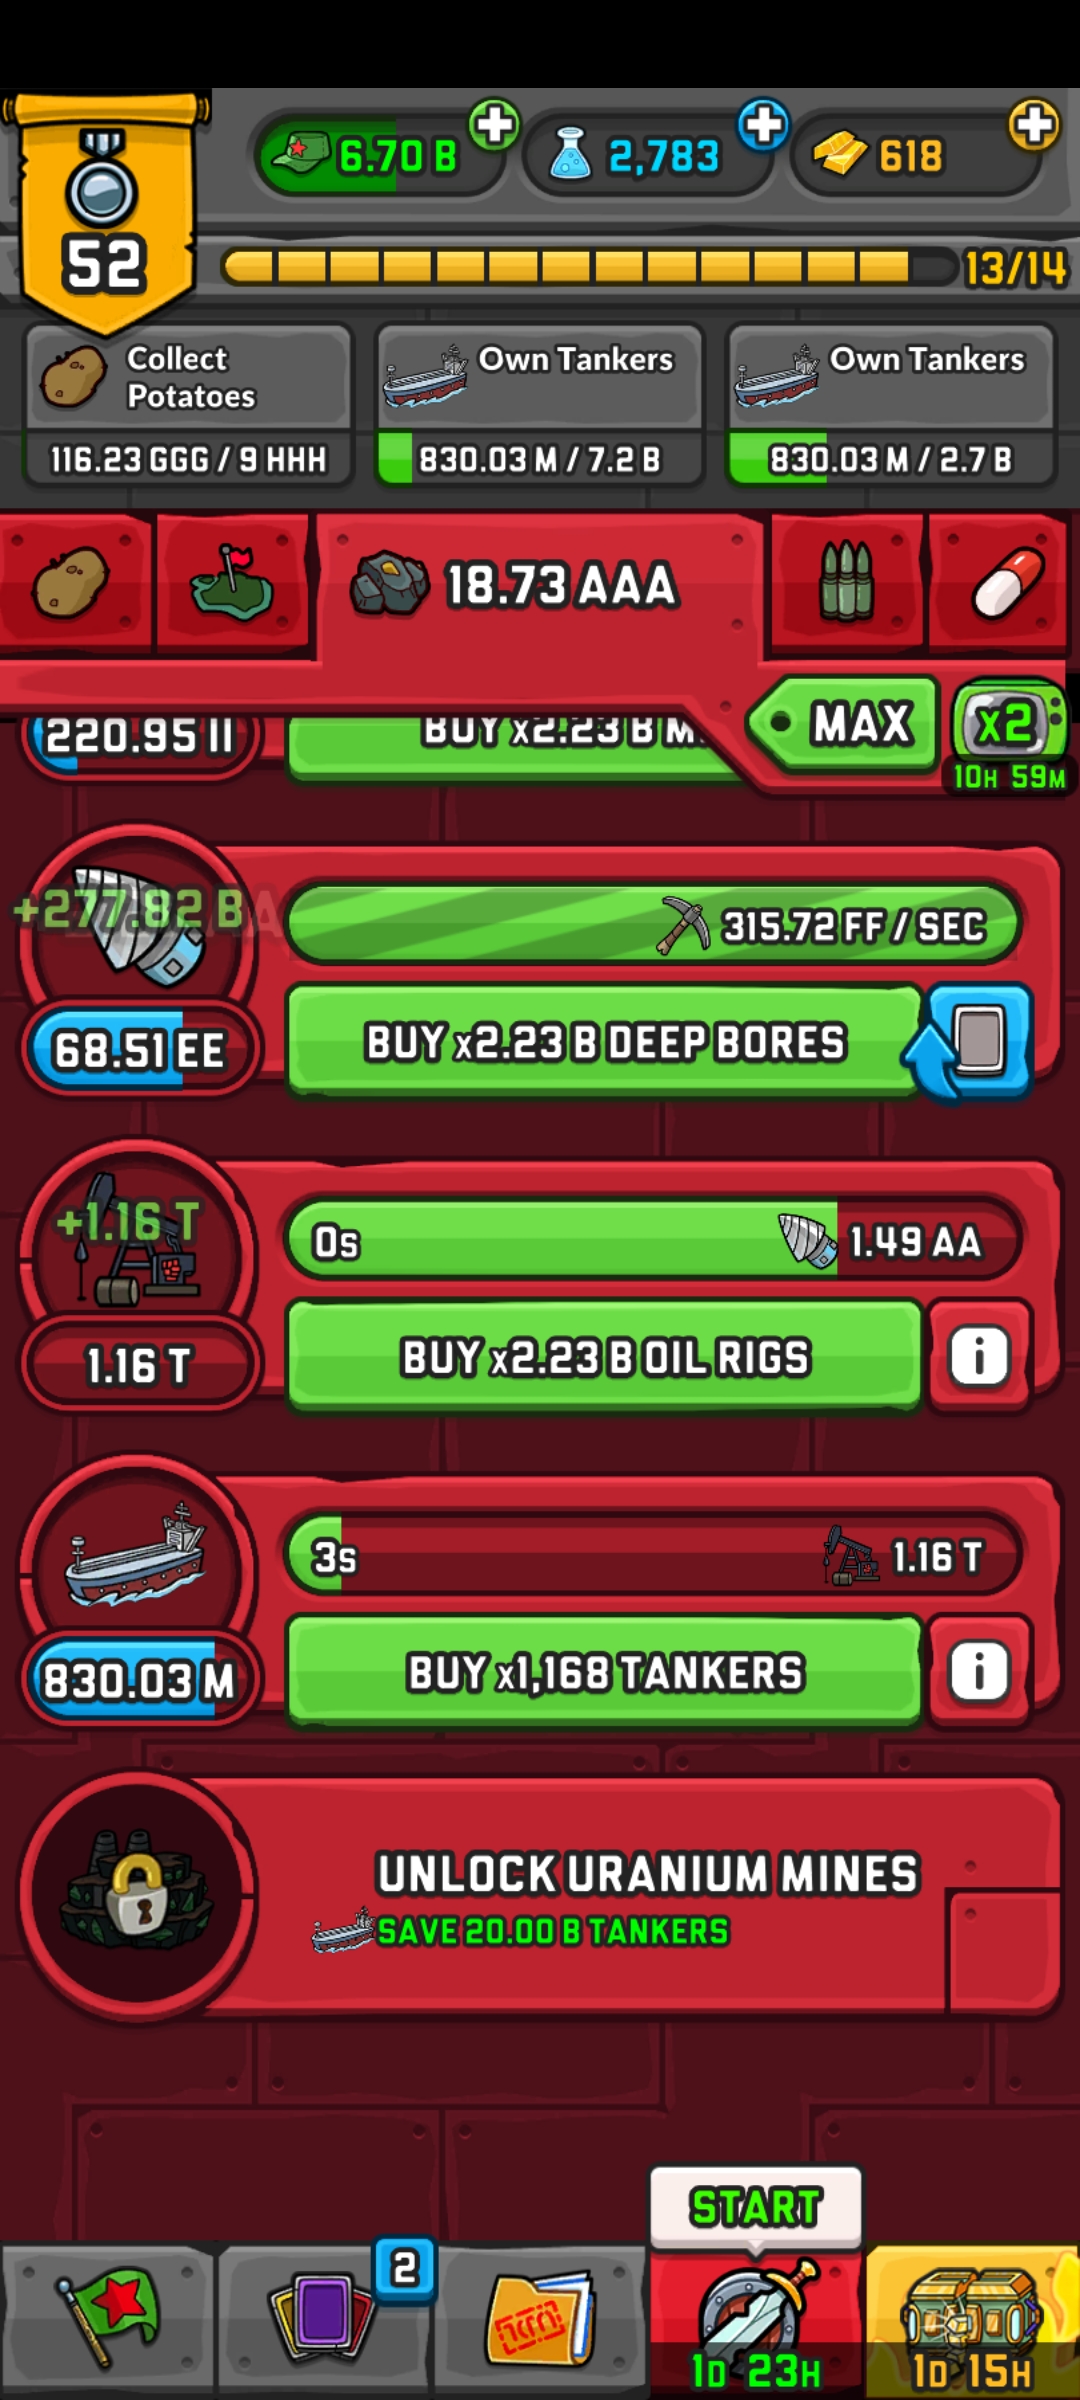 6.70 B
2,783
618
52
13/14
Collect
Potatoes
116.23 GGG / 9 HHH
Own Tankers
830.03 M / 7.2 B
Own Tankers
830.03 M / 2.7 B
18.73 AAA
MAX
x2
10H 59M
220.95 II
BUY x2.23 B M
+277.82 BA
315.72 FF / SEC
68.51 EE
BUY x2.23 B DEEP BORES
+1.16 T
0s
1.49 AA
1.16 T
BUY x2.23 B OIL RIGS
i
3s
1.16 T
830.03 M
BUY x1,168 TANKERS
i
UNLOCK URANIUM MINES
SAVE 20.00 B TANKERS
START
2
1D 23H
1D 15H